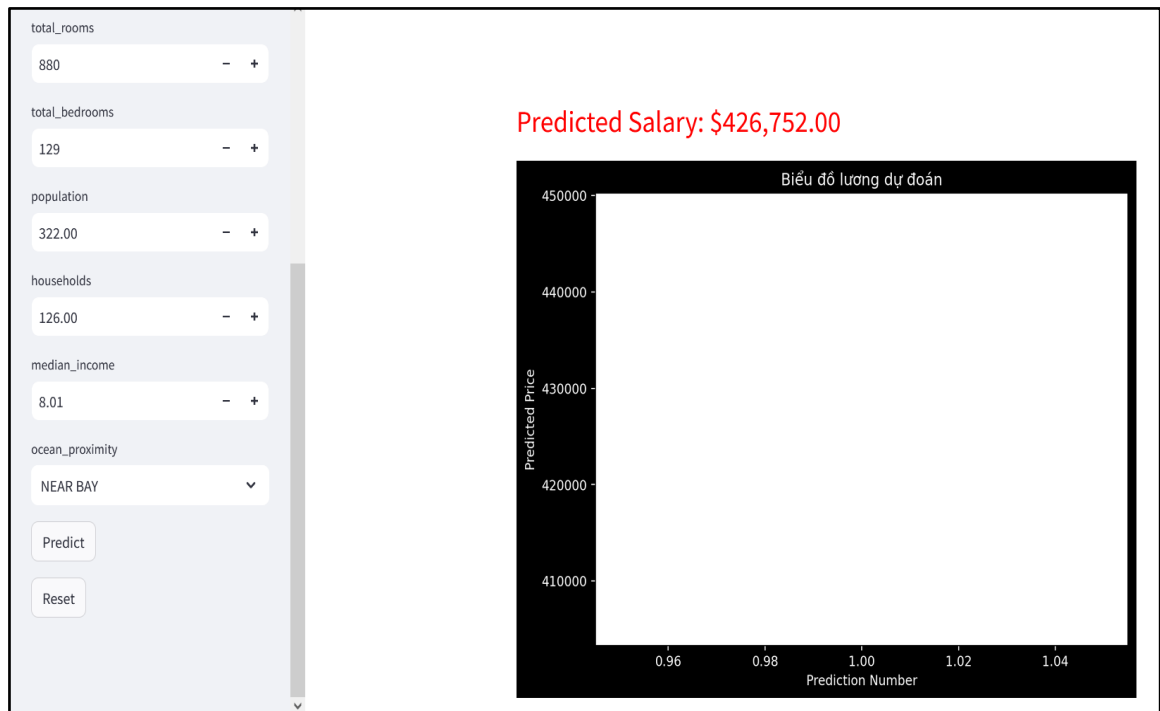 total_rooms
880 - +
total_bedrooms
129 - +
population
322.00 - +
households
126.00 - +
median_income
8.01 - +
ocean_proximity
NEAR BAY
Predict
Reset
Predicted Salary: $426,752.00
Biểu đồ lương dự đoán
Predicted Price
450000
440000
430000
420000
410000
0.96 0.98 1.00 1.02 1.04
Prediction Number